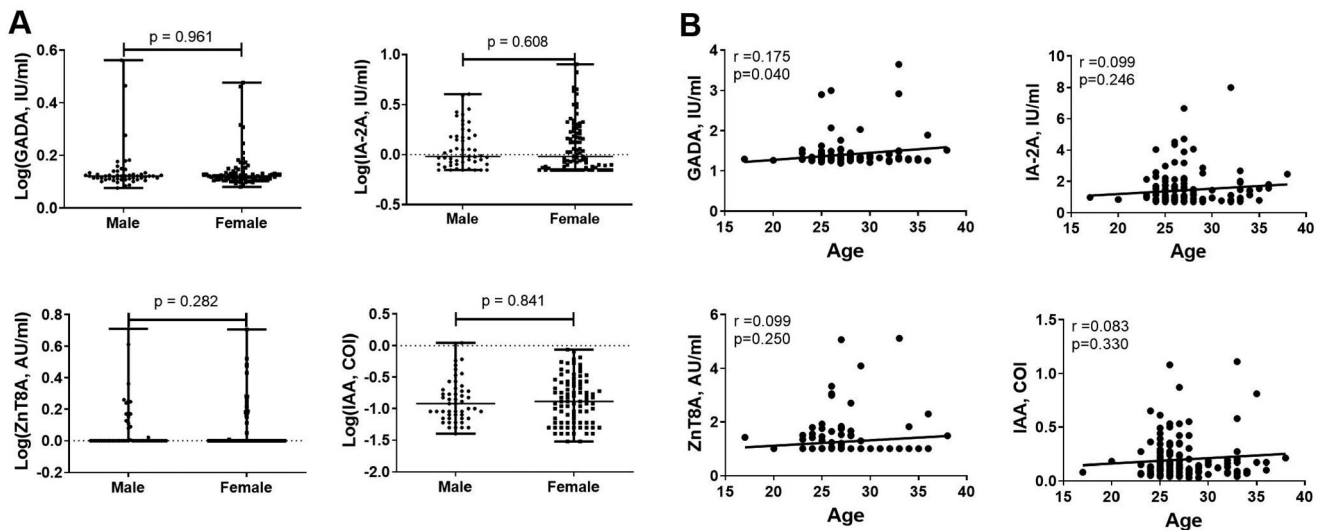 A
p = 0.961
Log(GADA, IU/ml)
0.6
0.4
0.2
0.0
Male Female
p = 0.608
Log(IA-2A, IU/ml)
1.0
0.5
0.0
-0.5
Male Female
p = 0.282
Log(ZnT8A, AU/ml)
0.8
0.6
0.4
0.2
0.0
-0.2
Male Female
p = 0.841
Log(IAA, COI)
0.5
0.0
-0.5
-1.0
-1.5
-2.0
Male Female
B
r =0.175
p=0.040
GADA, IU/ml
4
3
2
1
0
15 20 25 30 35 40
Age
r =0.099
p=0.246
IA-2A, IU/ml
10
8
6
4
2
0
15 20 25 30 35 40
Age
r =0.099
p=0.250
ZnT8A, AU/ml
6
4
2
0
15 20 25 30 35 40
Age
r =0.083
p=0.330
IAA, COI
1.5
1.0
0.5
0.0
15 20 25 30 35 40
Age